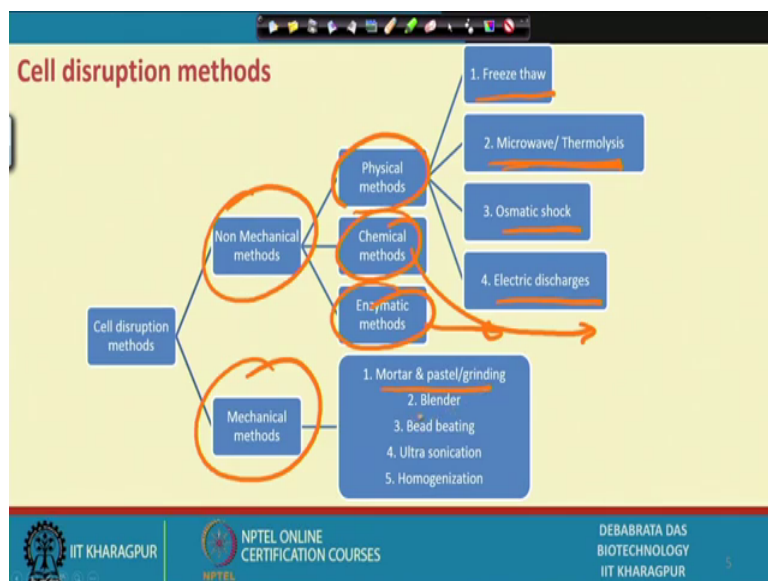 Cell disruption methods
1. Freeze thaw
2. Microwave/ Thermolysis
3. Osmatic shock
4. Electric discharges
Physical
methods
Chemical
methods
Enzymatic
methods
Non Mechanical
methods
Cell disruption
methods
Mechanical
methods
1. Mortar & pastel/grinding
2. Blender
3. Bead beating
4. Ultra sonication
5. Homogenization
IIT KHARAGPUR
NPTEL
NPTEL ONLINE
CERTIFICATION COURSES
DEBABRATA DAS
BIOTECHNOLOGY
IIT KHARAGPUR
5